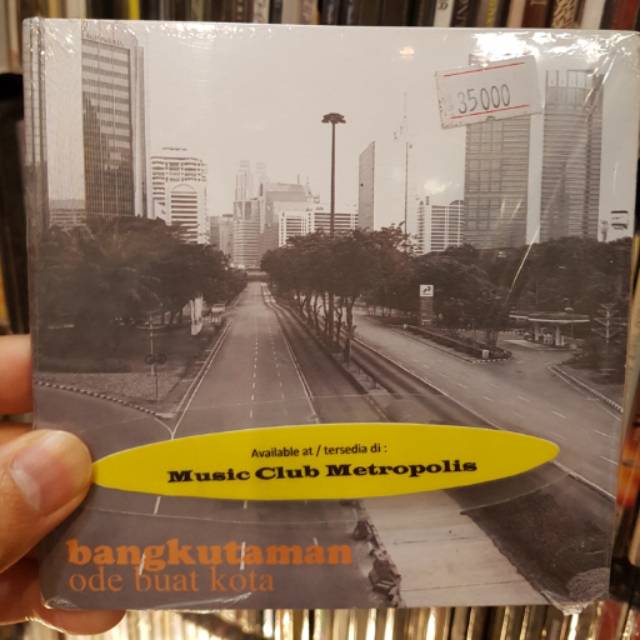 35000
Available at / tersedia di :
Music Club Metropolis
bangkutaman
ode buat kota